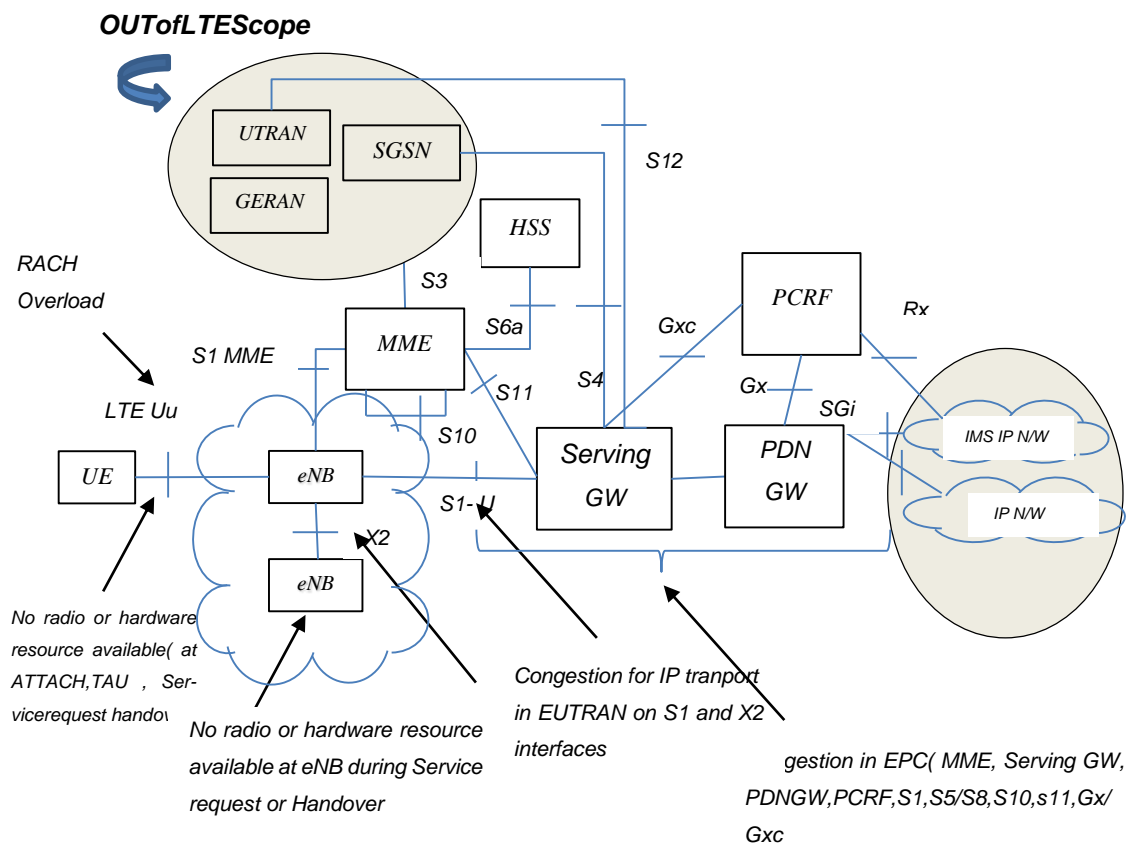 OUTofLTEScope
UTRAN
SGSN
GERAN
S12
HSS
RACH
Overload
S3
PCRF
Rx
MME
S6a
Gxc
S1 MME
S11
S4
Gx
LTE Uu
SGi
S10
IMS IP N/W
Serving
GW
PDN
GW
UE
eNB
S1- U
IP N/W
X2
eNB
No radio or hardware
resource available( at
ATTACH,TAU , Ser-
vicerequest handov
No radio or hardware resource
available at eNB during Service
request or Handover
Congestion for IP tranport
in EUTRAN on S1 and X2
interfaces
gestion in EPC( MME, Serving GW,
PDNGW,PCRF,S1,S5/S8,S10,s11,Gx/
Gxc